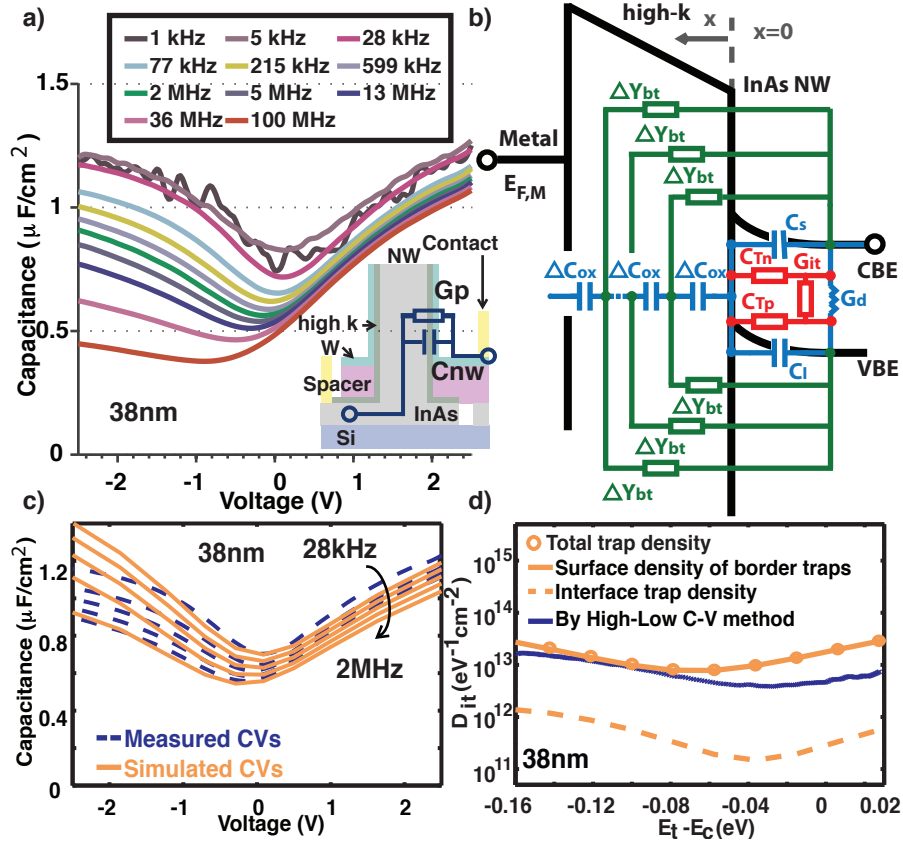 a)
1 kHz 5 kHz 28 kHz
77 kHz 215 kHz 599 kHz
2 MHz 5 MHz 13 MHz
36 MHz 100 MHz
Capacitance (μ F/cm²)
1.5
1.0
0.5
0
-2 -1 0 1 2
Voltage (V)
38nm
NW
Contact
Gp
high k
W
Cnw
Spacer
InAs
Si
b)
high-k
x
x=0
InAs NW
Metal
E_F,M
ΔYbt
ΔYbt
ΔYbt
Cs
CBE
CTn
Git
ΔCox ΔCox ΔCox
Gd
CTp
Cl
VBE
ΔYbt
ΔYbt
ΔYbt
c)
Capacitance (μF/cm²)
1.2
0.8
0.4
0
38nm
28kHz
2MHz
Measured CVs
Simulated CVs
-2 -1 0 1 2
Voltage (V)
d)
Total trap density
Surface density of border traps
Interface trap density
By High-Low C-V method
D_it (eV⁻¹cm⁻²)
10¹⁵
10¹⁴
10¹³
10¹²
10¹¹
38nm
-0.16 -0.12 -0.08 -0.04 0 0.02
E_t -E_c (eV)